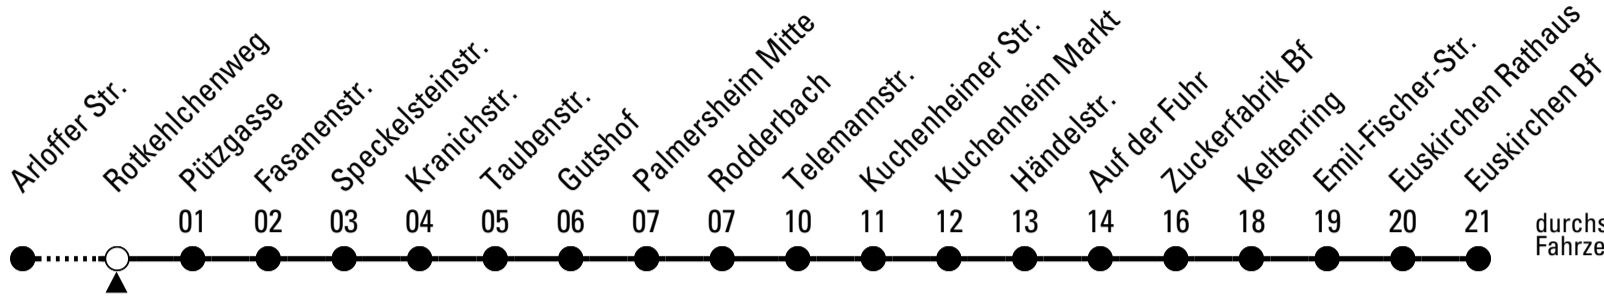 Arloffer Str.
Rotkehlchenweg
Pützgasse
Fasanenstr.
Speckelsteinstr.
Kranichstr.
Taubenstr.
Gutshof
Palmersheim Mitte
Rodderbach
Telemannstr.
Kuchenheimer Str.
Kuchenheim Markt
Händelstr.
Auf der Fuhr
Zuckerfabrik Bf
Keltenring
Emil-Fischer-Str.
Euskirchen Rathaus
Euskirchen Bf
01 02 03 04 05 06 07 07 10 11 12 13 14 16 18 19 20 21
durchs
Fahrze